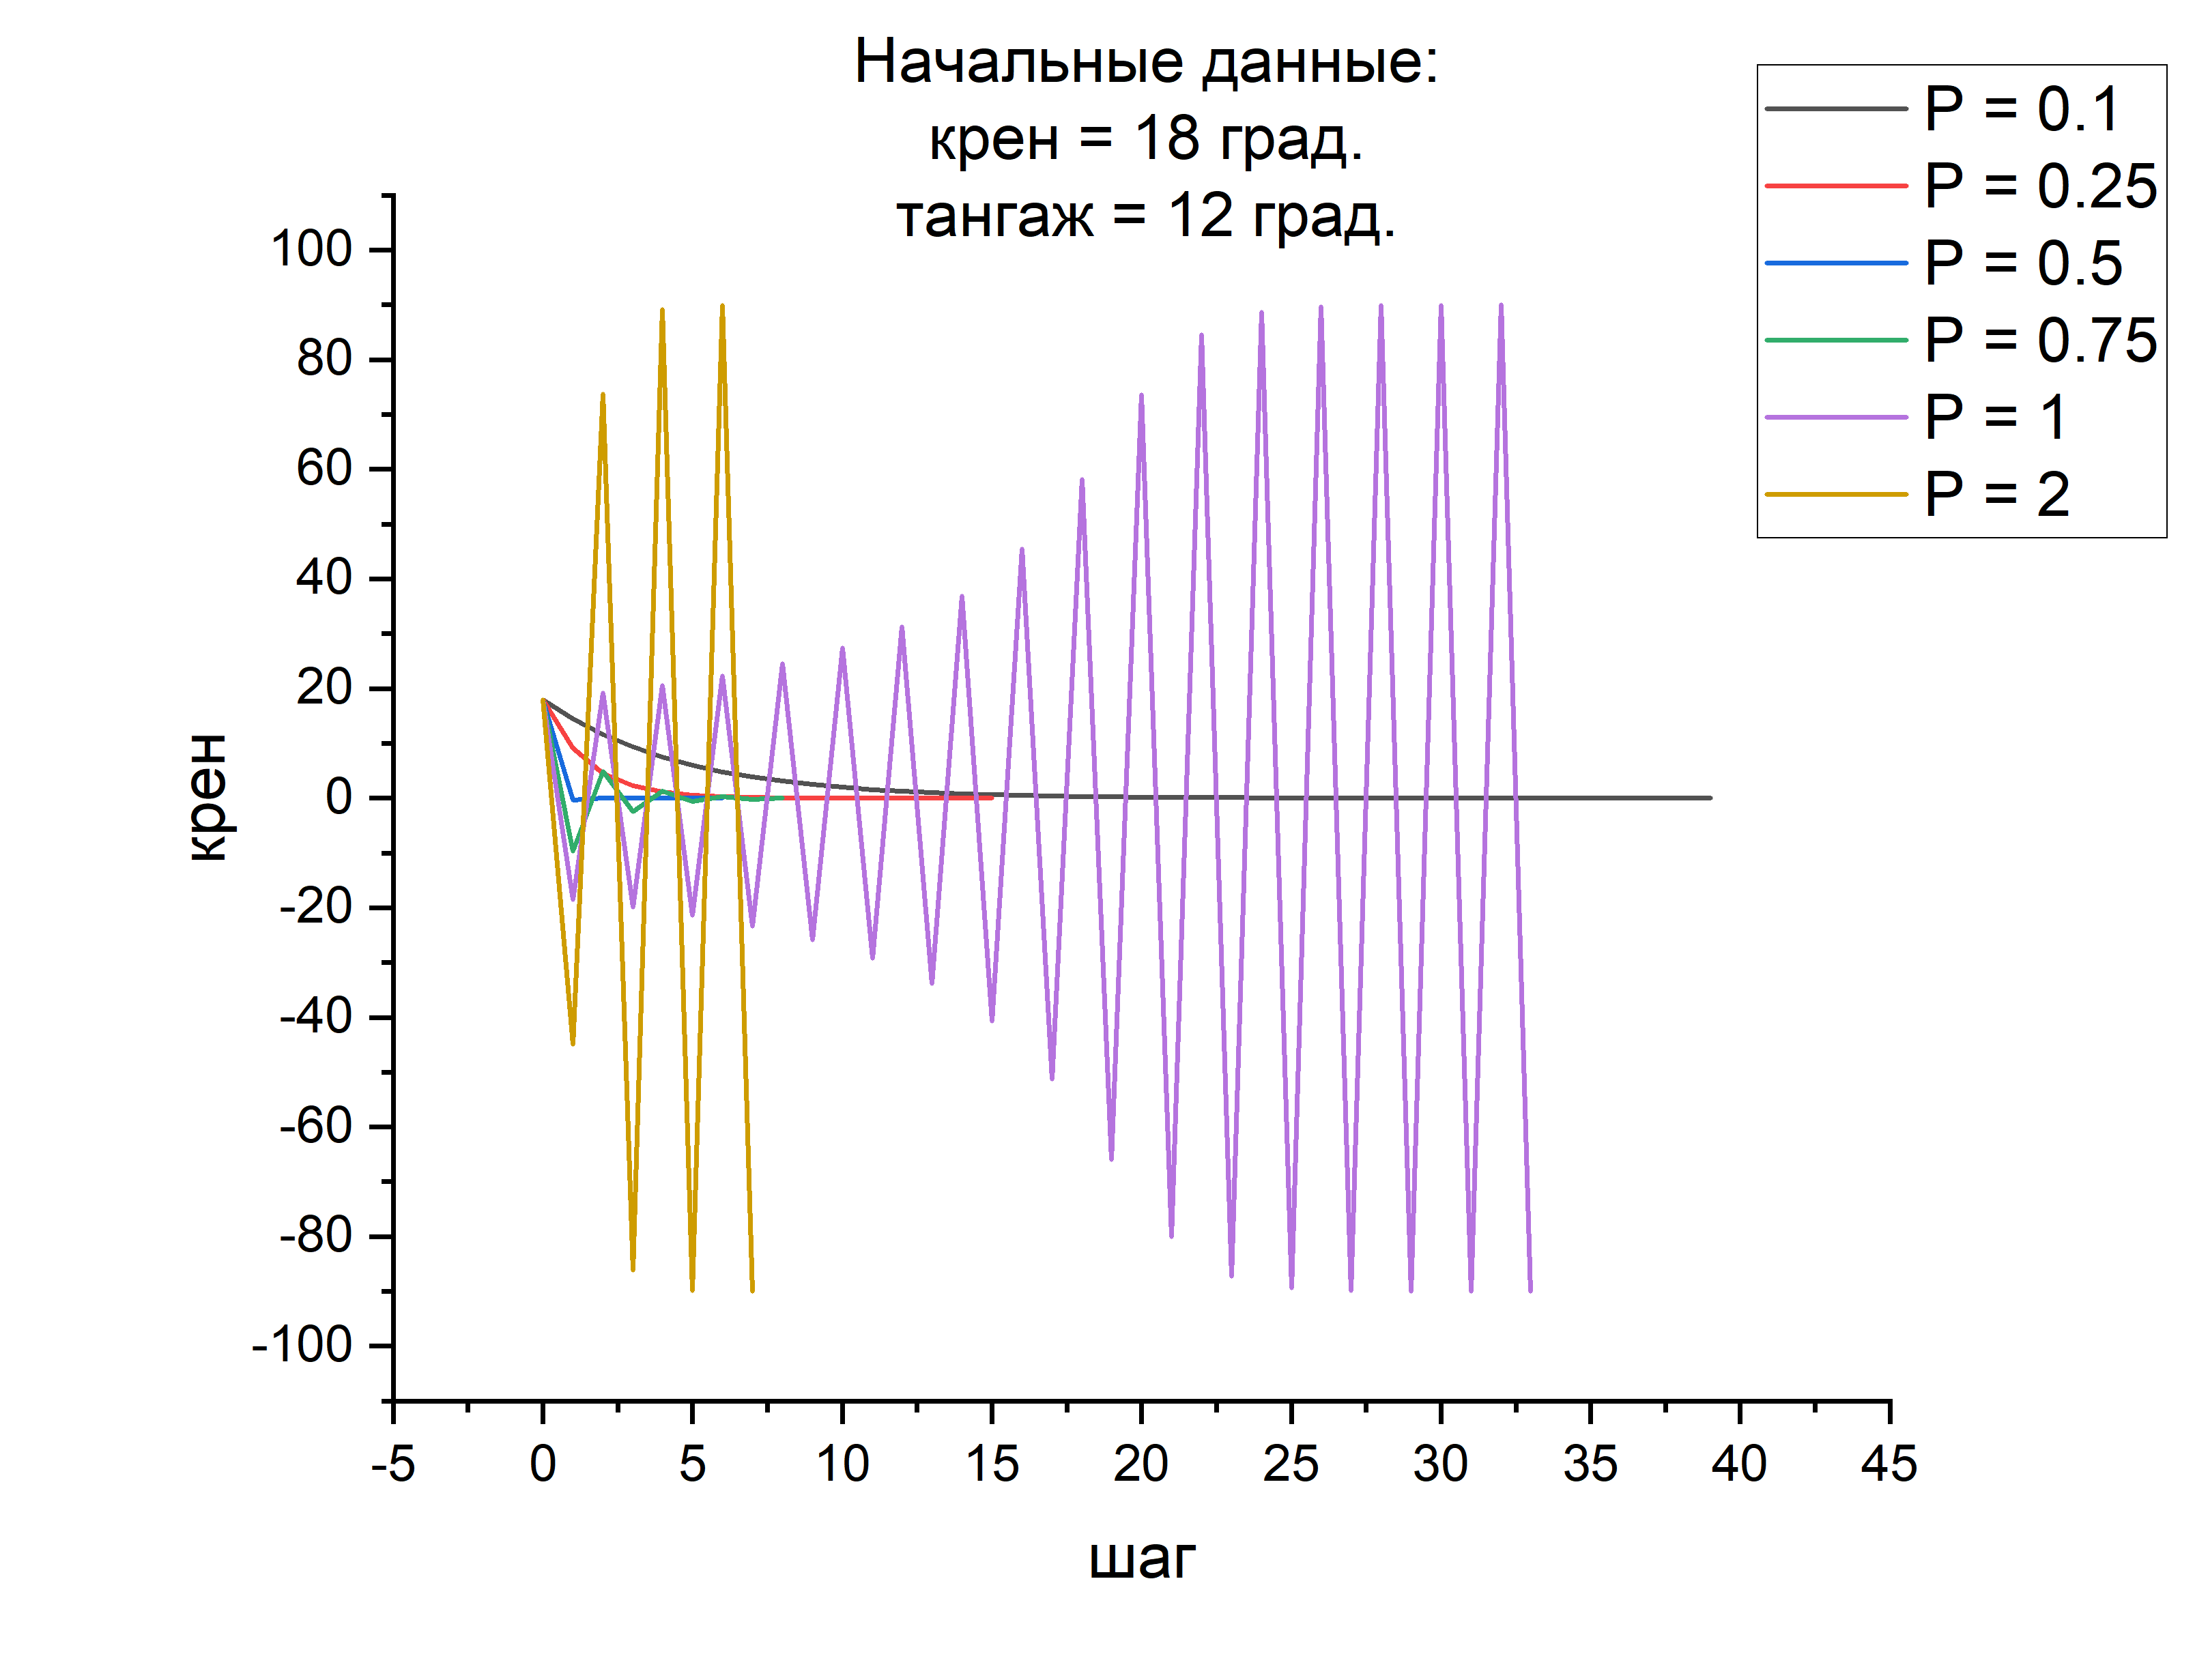 Начальные данные:
крен = 18 град.
тангаж = 12 град.
P = 0.1
P = 0.25
P = 0.5
P = 0.75
P = 1
P = 2
100
80
60
40
20
0
-20
-40
-60
-80
-100
крен
-5 0 5 10 15 20 25 30 35 40 45
шаг